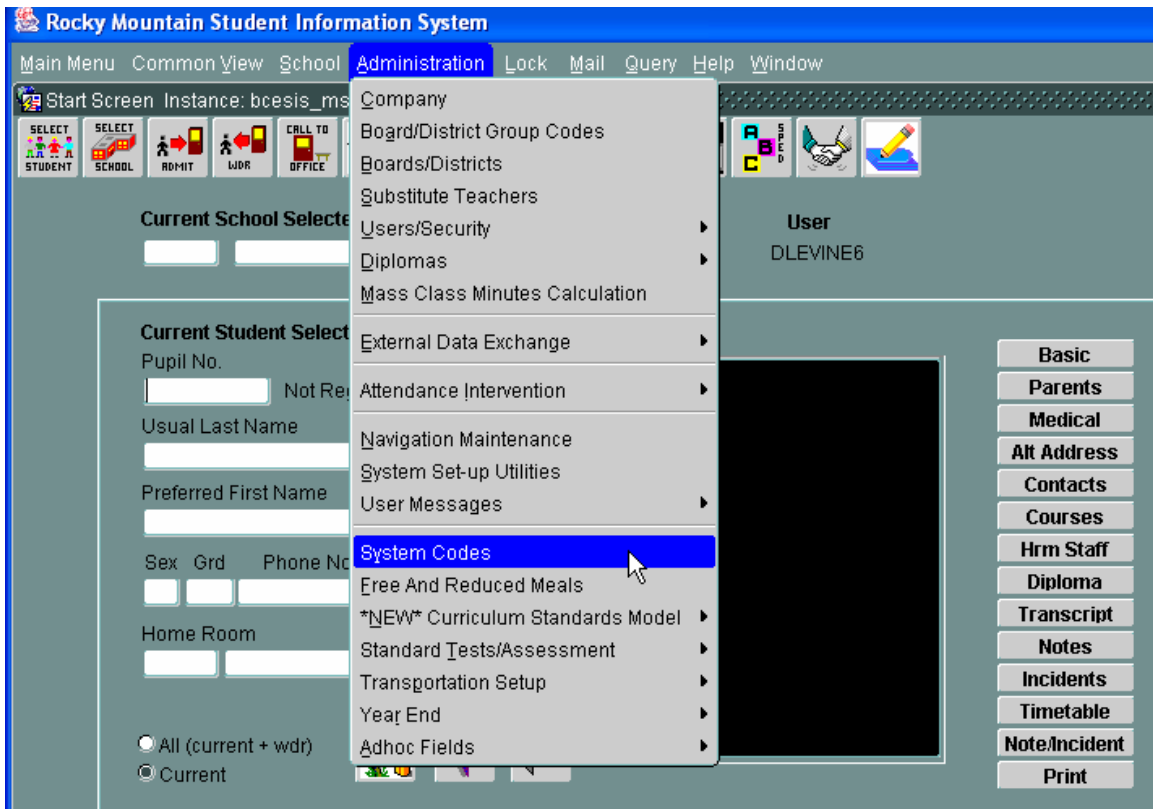 Rocky Mountain Student Information System
Main Menu Common View School Administration Lock Mail Query Help Window
Start Screen Instance: bcesis_ms
SELECT STUDENT
SELECT SCHOOL
ADMIT
WDR
CALL TO OFFICE
A B C SPED
Company
Board/District Group Codes
Boards/Districts
Substitute Teachers
Users/Security
Diplomas
Mass Class Minutes Calculation
External Data Exchange
Attendance Intervention
Navigation Maintenance
System Set-up Utilities
User Messages
System Codes
Free And Reduced Meals
*NEW* Curriculum Standards Model
Standard Tests/Assessment
Transportation Setup
Year End
Adhoc Fields
Current School Selecte
User
DLEVINE6
Current Student Select
Pupil No.
Not Reg
Usual Last Name
Preferred First Name
Sex Grd Phone No
Home Room
All (current + wdr)
Current
Basic
Parents
Medical
Alt Address
Contacts
Courses
Hrm Staff
Diploma
Transcript
Notes
Incidents
Timetable
Note/Incident
Print